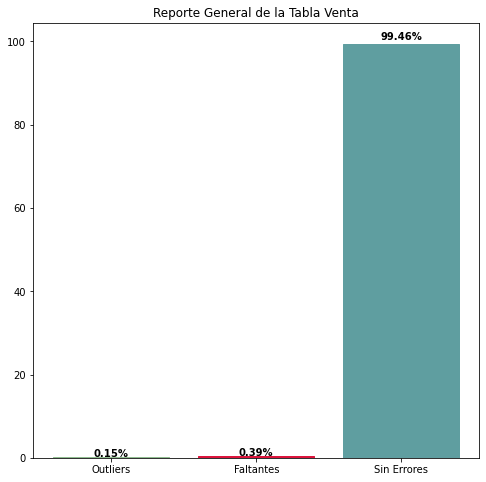 Reporte General de la Tabla Venta
100
80
60
40
20
0
0.15%
0.39%
99.46%
Outliers
Faltantes
Sin Errores